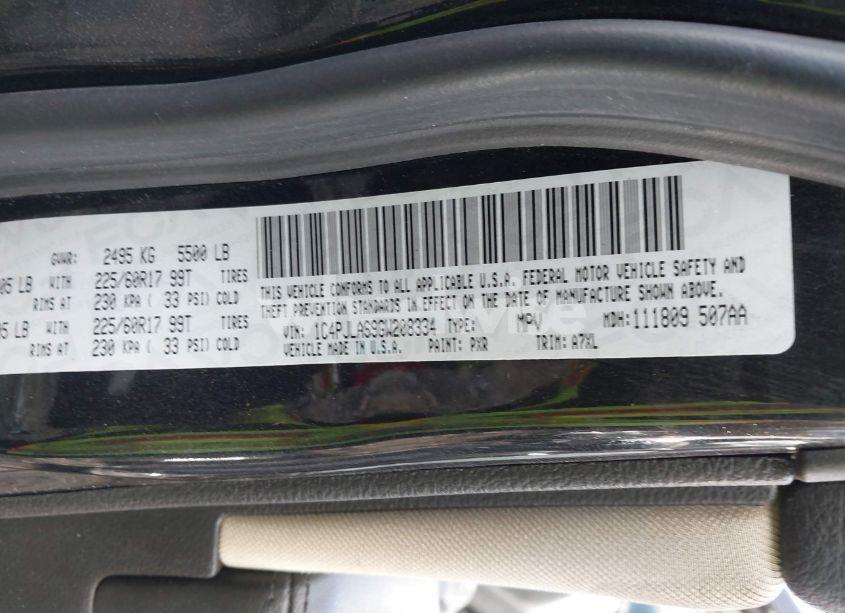 GVWR: 2495 KG 5500 LB
05 LB WITH 225/60R17 99T TIRES
RIMS AT 230 KPA ( 33 PSI) COLD
05 LB WITH 225/60R17 99T TIRES
RIMS AT 230 KPA ( 33 PSI) COLD
THIS VEHICLE CONFORMS TO ALL APPLICABLE U.S.A. FEDERAL MOTOR VEHICLE SAFETY AND
THEFT PREVENTION STANDARDS IN EFFECT ON THE DATE OF MANUFACTURE SHOWN ABOVE.
VIN: 1C4PJLAS9GW208334 TYPE: MPV MDH: 111809 507AA
VEHICLE MADE IN U.S.A. PAINT: PXR TRIM: A7XL